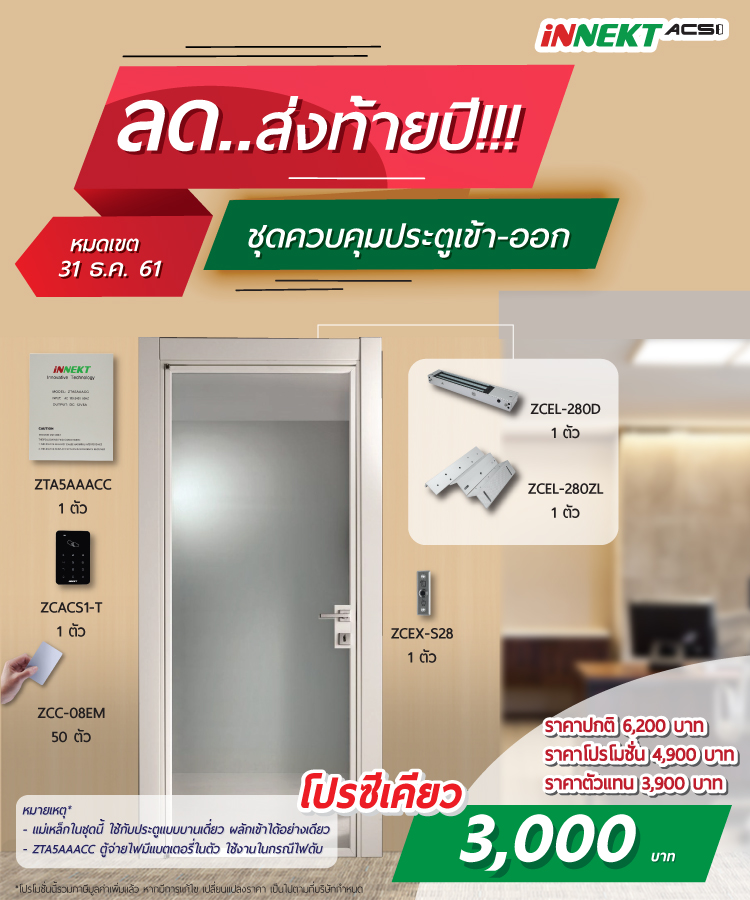 iNNEKT ACS
ลด..ส่งท้ายปี!!!
ชุดควบคุมประตูเข้า-ออก
หมดเขต
31 ธ.ค. 61
iNNEKT
Innovative Technology
CAUTION
ZTA5AAACC
1 ตัว
ZCACS1-T
1 ตัว
ZCC-08EM
50 ตัว
ZCEL-280D
1 ตัว
ZCEL-280ZL
1 ตัว
ZCEX-S28
1 ตัว
ราคาปกติ 6,200 บาท
ราคาโปรโมชั่น 4,900 บาท
ราคาตัวแทน 3,900 บาท
โปรซีเคียว
3,000 บาท
หมายเหตุ*
- แม่เหล็กในชุดนี้ ใช้กับประตูแบบบานเดี่ยว ผลักเข้าได้อย่างเดียว
- ZTA5AAACC ตู้จ่ายไฟมีแบตเตอรี่ในตัว ใช้งานในกรณีไฟดับ
*โปรโมชั่นนี้รวมภาษีมูลค่าเพิ่มแล้ว หากมีการแก้ไข เปลี่ยนแปลงราคา เป็นไปตามที่บริษัทกำหนด